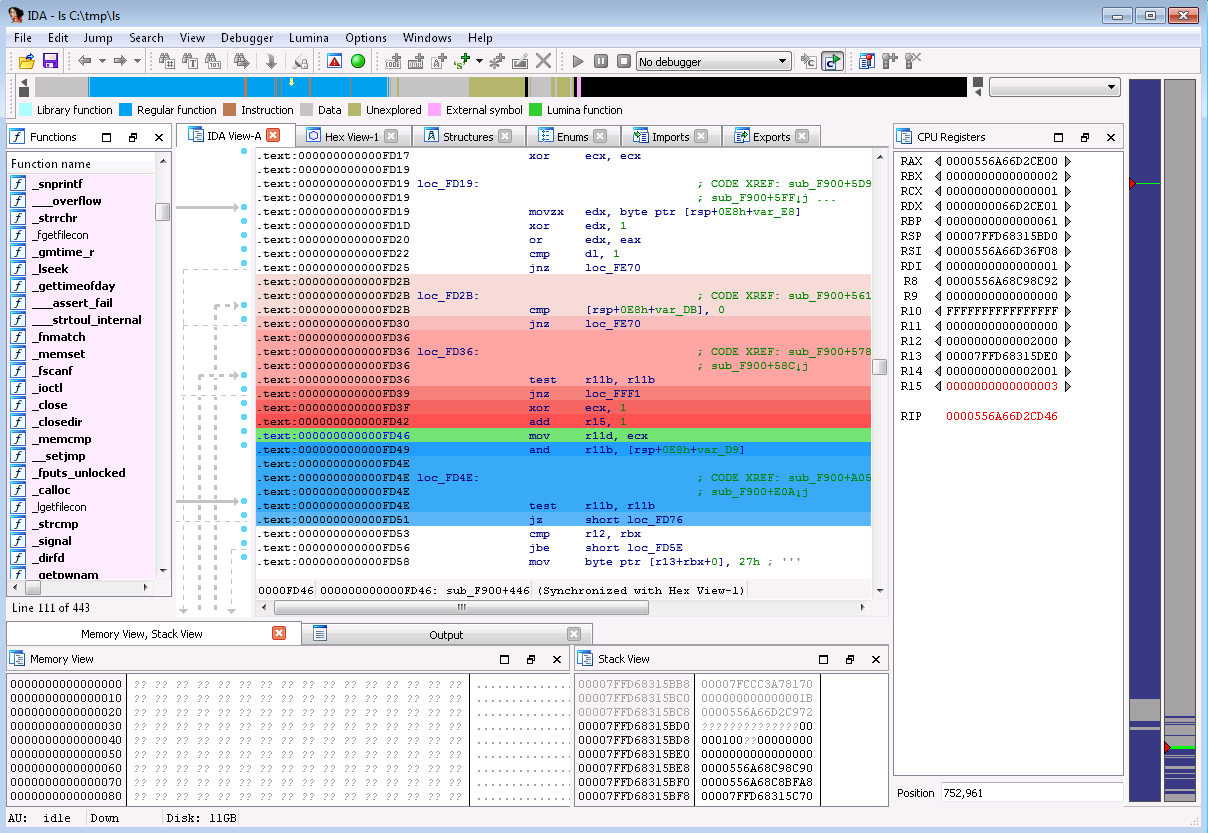 IDA - ls C:\tmp\ls
File Edit Jump Search View Debugger Lumina Options Windows Help
No debugger
Library function Regular function Instruction Data Unexplored External symbol Lumina function
Functions
Function name
_snprintf
___overflow
_strrchr
_fgetfilecon
_gmtime_r
_lseek
_gettimeofday
___assert_fail
___strtoul_internal
_fnmatch
_memset
_fscanf
_ioctl
_close
_closedir
_memcmp
__setjmp
_fputs_unlocked
_calloc
_lgetfilecon
_strcmp
_signal
_dirfd
_getpwnam
Line 111 of 443
IDA View-A Hex View-1 Structures Enums Imports Exports
.text:000000000000FD17 xor ecx, ecx
.text:000000000000FD19
.text:000000000000FD19 loc_FD19: ; CODE XREF: sub_F900+5D9
.text:000000000000FD19 ; sub_F900+5FF↓j ...
.text:000000000000FD19 movzx edx, byte ptr [rsp+0E8h+var_E8]
.text:000000000000FD1D xor edx, 1
.text:000000000000FD20 or edx, eax
.text:000000000000FD22 cmp dl, 1
.text:000000000000FD25 jnz loc_FE70
.text:000000000000FD2B
.text:000000000000FD2B loc_FD2B: ; CODE XREF: sub_F900+561
.text:000000000000FD2B cmp [rsp+0E8h+var_DB], 0
.text:000000000000FD30 jnz loc_FE70
.text:000000000000FD36
.text:000000000000FD36 loc_FD36: ; CODE XREF: sub_F900+578
.text:000000000000FD36 ; sub_F900+58C↓j
.text:000000000000FD36 test r11b, r11b
.text:000000000000FD39 jnz loc_FFF1
.text:000000000000FD3F xor ecx, 1
.text:000000000000FD42 add r15, 1
.text:000000000000FD46 mov r11d, ecx
.text:000000000000FD49 and r11b, [rsp+0E8h+var_D9]
.text:000000000000FD4E
.text:000000000000FD4E loc_FD4E: ; CODE XREF: sub_F900+A05
.text:000000000000FD4E ; sub_F900+E0A↓j
.text:000000000000FD4E test r11b, r11b
.text:000000000000FD51 jz short loc_FD76
.text:000000000000FD53 cmp r12, rbx
.text:000000000000FD56 jbe short loc_FD5E
.text:000000000000FD58 mov byte ptr [r13+rbx+0], 27h ; '''
0000FD46 000000000000FD46: sub_F900+446 (Synchronized with Hex View-1)
CPU Registers
RAX 0000556A66D2CE00
RBX 0000000000000002
RCX 0000000000000001
RDX 0000000066D2CE01
RBP 0000000000000061
RSP 00007FFD68315BD0
RSI 0000556A66D36F08
RDI 0000000000000001
R8 0000556A68C98C92
R9 0000000000000000
R10 FFFFFFFFFFFFFFFF
R11 0000000000000000
R12 0000000000002000
R13 00007FFD68315DE0
R14 0000000000002001
R15 0000000000000003
RIP 0000556A66D2CD46
Position 752,961
Memory View, Stack View Output
Memory View
0000000000000000 ?? ?? ?? ?? ?? ?? ?? ?? ?? ?? ?? ?? ?? ?? ?? ?? ................
0000000000000010 ?? ?? ?? ?? ?? ?? ?? ?? ?? ?? ?? ?? ?? ?? ?? ?? ................
0000000000000020 ?? ?? ?? ?? ?? ?? ?? ?? ?? ?? ?? ?? ?? ?? ?? ?? ................
0000000000000030 ?? ?? ?? ?? ?? ?? ?? ?? ?? ?? ?? ?? ?? ?? ?? ?? ................
0000000000000040 ?? ?? ?? ?? ?? ?? ?? ?? ?? ?? ?? ?? ?? ?? ?? ?? ................
0000000000000050 ?? ?? ?? ?? ?? ?? ?? ?? ?? ?? ?? ?? ?? ?? ?? ?? ................
0000000000000060 ?? ?? ?? ?? ?? ?? ?? ?? ?? ?? ?? ?? ?? ?? ?? ?? ................
0000000000000070 ?? ?? ?? ?? ?? ?? ?? ?? ?? ?? ?? ?? ?? ?? ?? ?? ................
0000000000000080 ?? ?? ?? ?? ?? ?? ?? ?? ?? ?? ?? ?? ?? ?? ?? ?? ................
Stack View
00007FFD68315BB8 00007FCCC3A78170
00007FFD68315BC0 000000000000001B
00007FFD68315BC8 0000556A66D2C972
00007FFD68315BD0 ??????????????00
00007FFD68315BD8 000100??00000000
00007FFD68315BE0 0000000000000000
00007FFD68315BE8 0000556A68C98C90
00007FFD68315BF0 0000556A68C8BFA8
00007FFD68315BF8 00007FFD68315C70
AU: idle Down Disk: 11GB